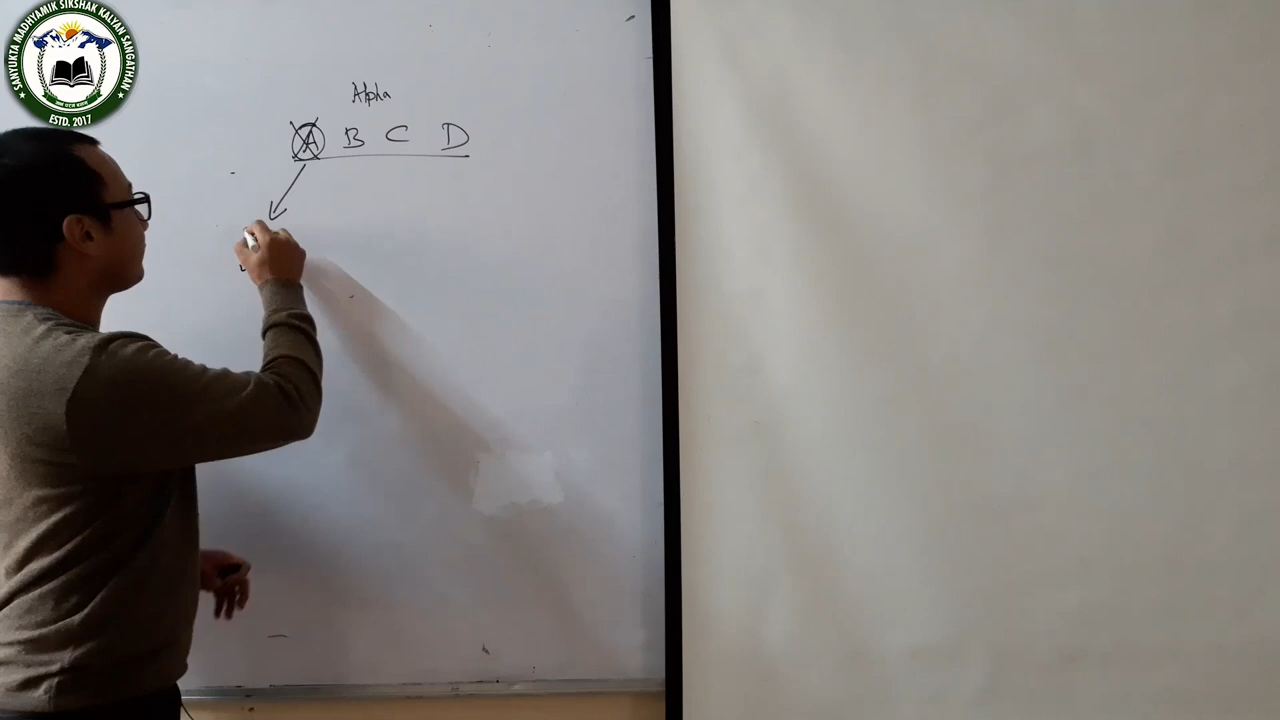 SANYUKTA MADHYAMIK SIKSHAK KALYAN SANGATHAN
ESTD. 2017
Alpha
A B C D